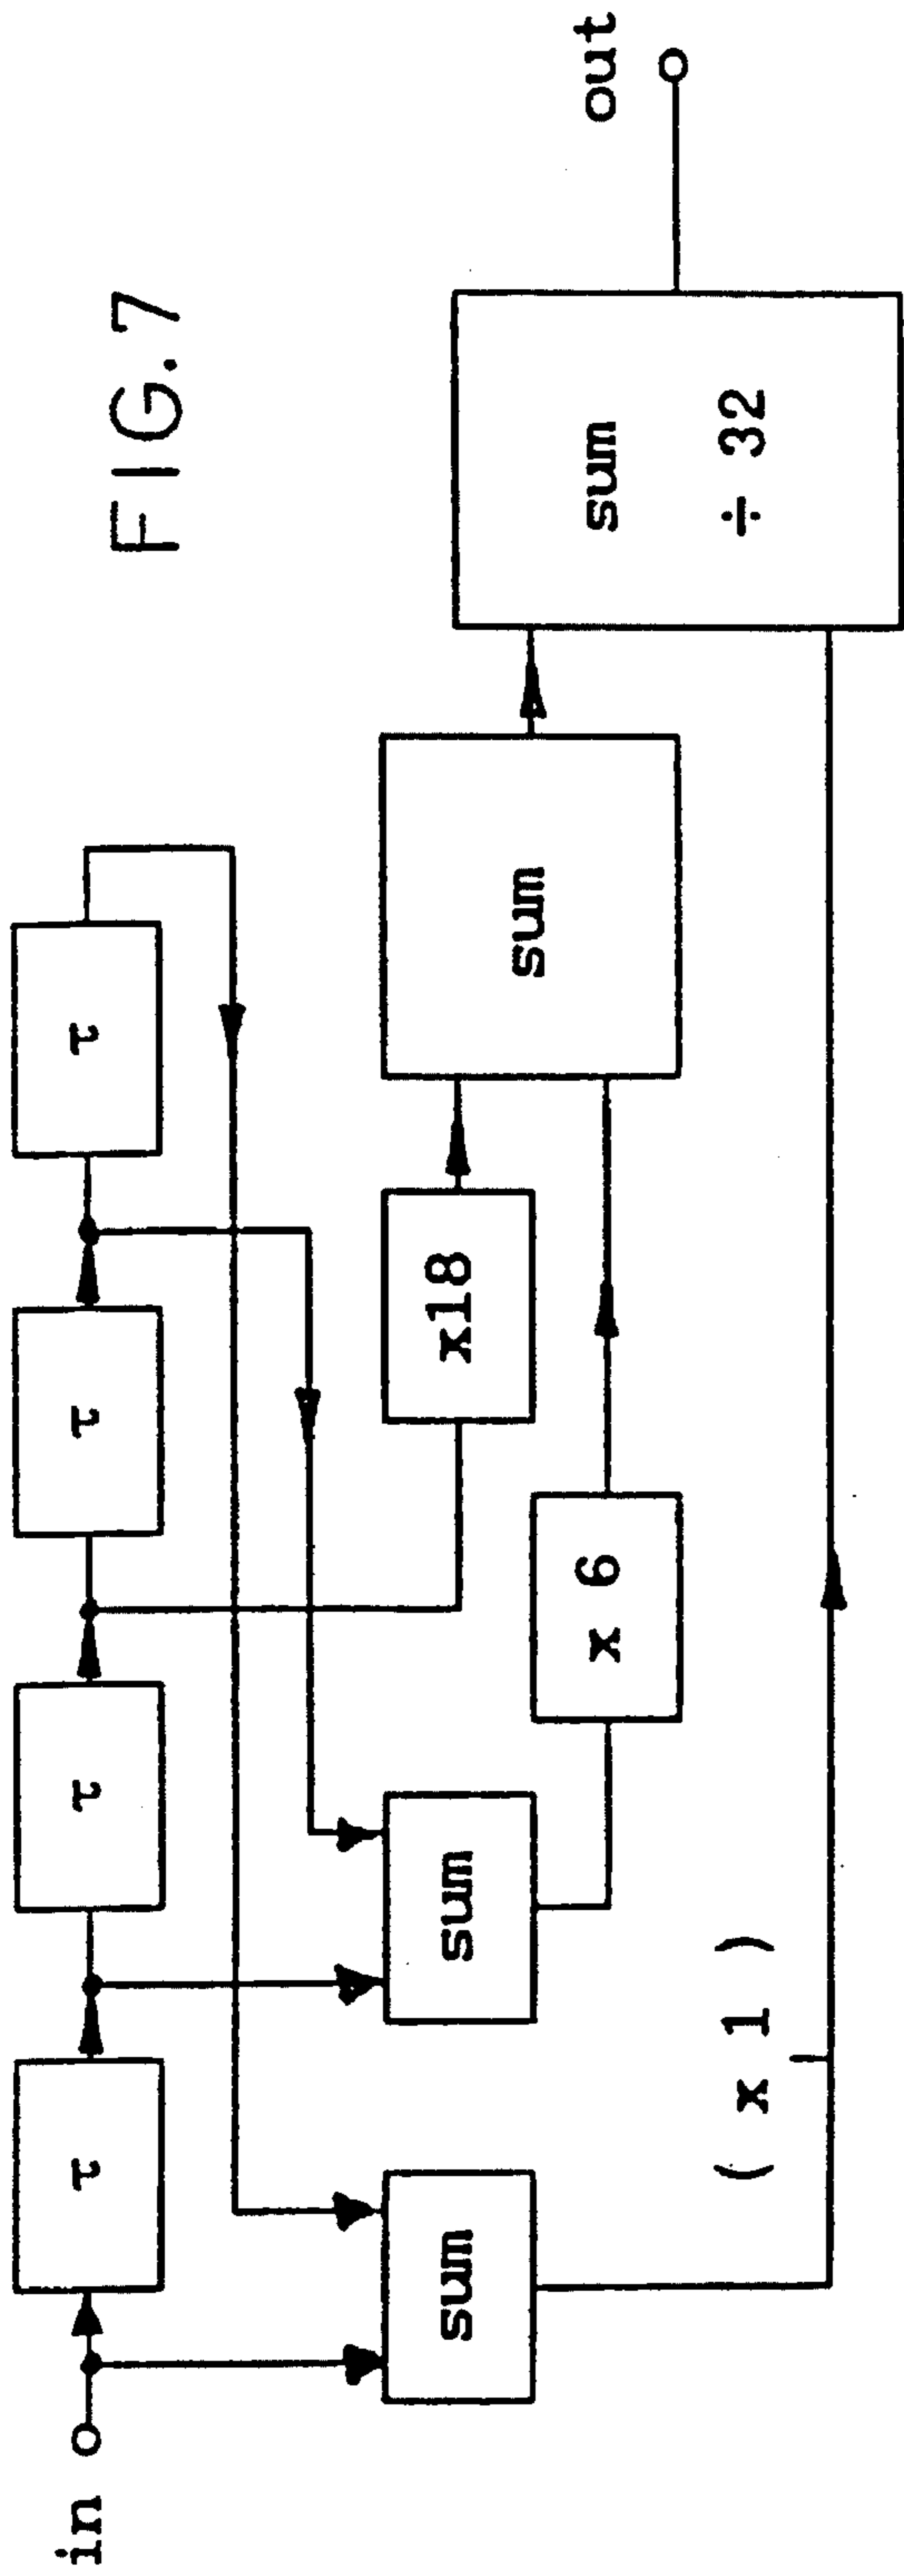 FIG. 7
in
τ
τ
τ
τ
sum
sum
x 6
x18
sum
sum
÷ 32
out
( x 1 )